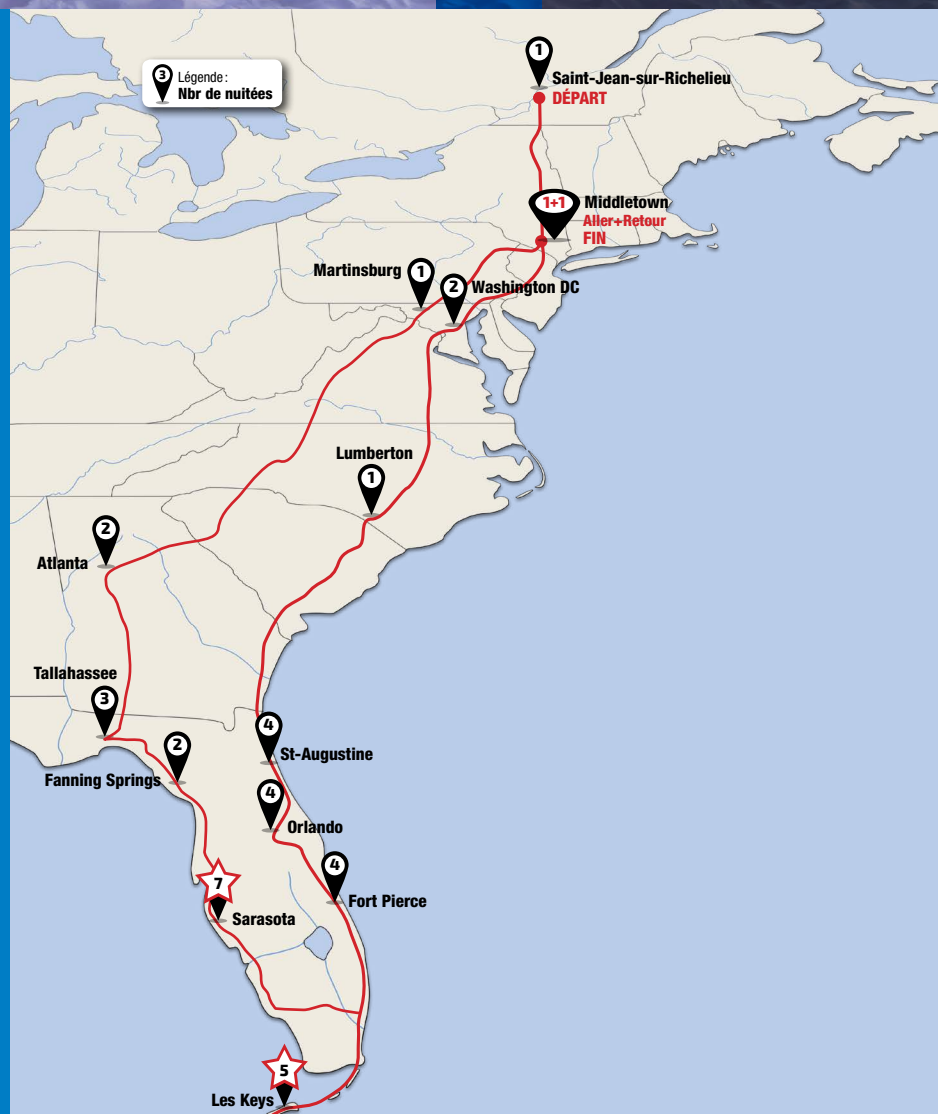 1
Saint-Jean-sur-Richelieu
DÉPART
3
Légende :
Nbr de nuitées
1+1
Middletown
Aller+Retour
FIN
Martinsburg
1
2
Washington DC
Lumberton
1
2
Atlanta
Tallahassee
3
4
St-Augustine
2
Fanning Springs
4
Orlando
4
Fort Pierce
7
Sarasota
5
Les Keys